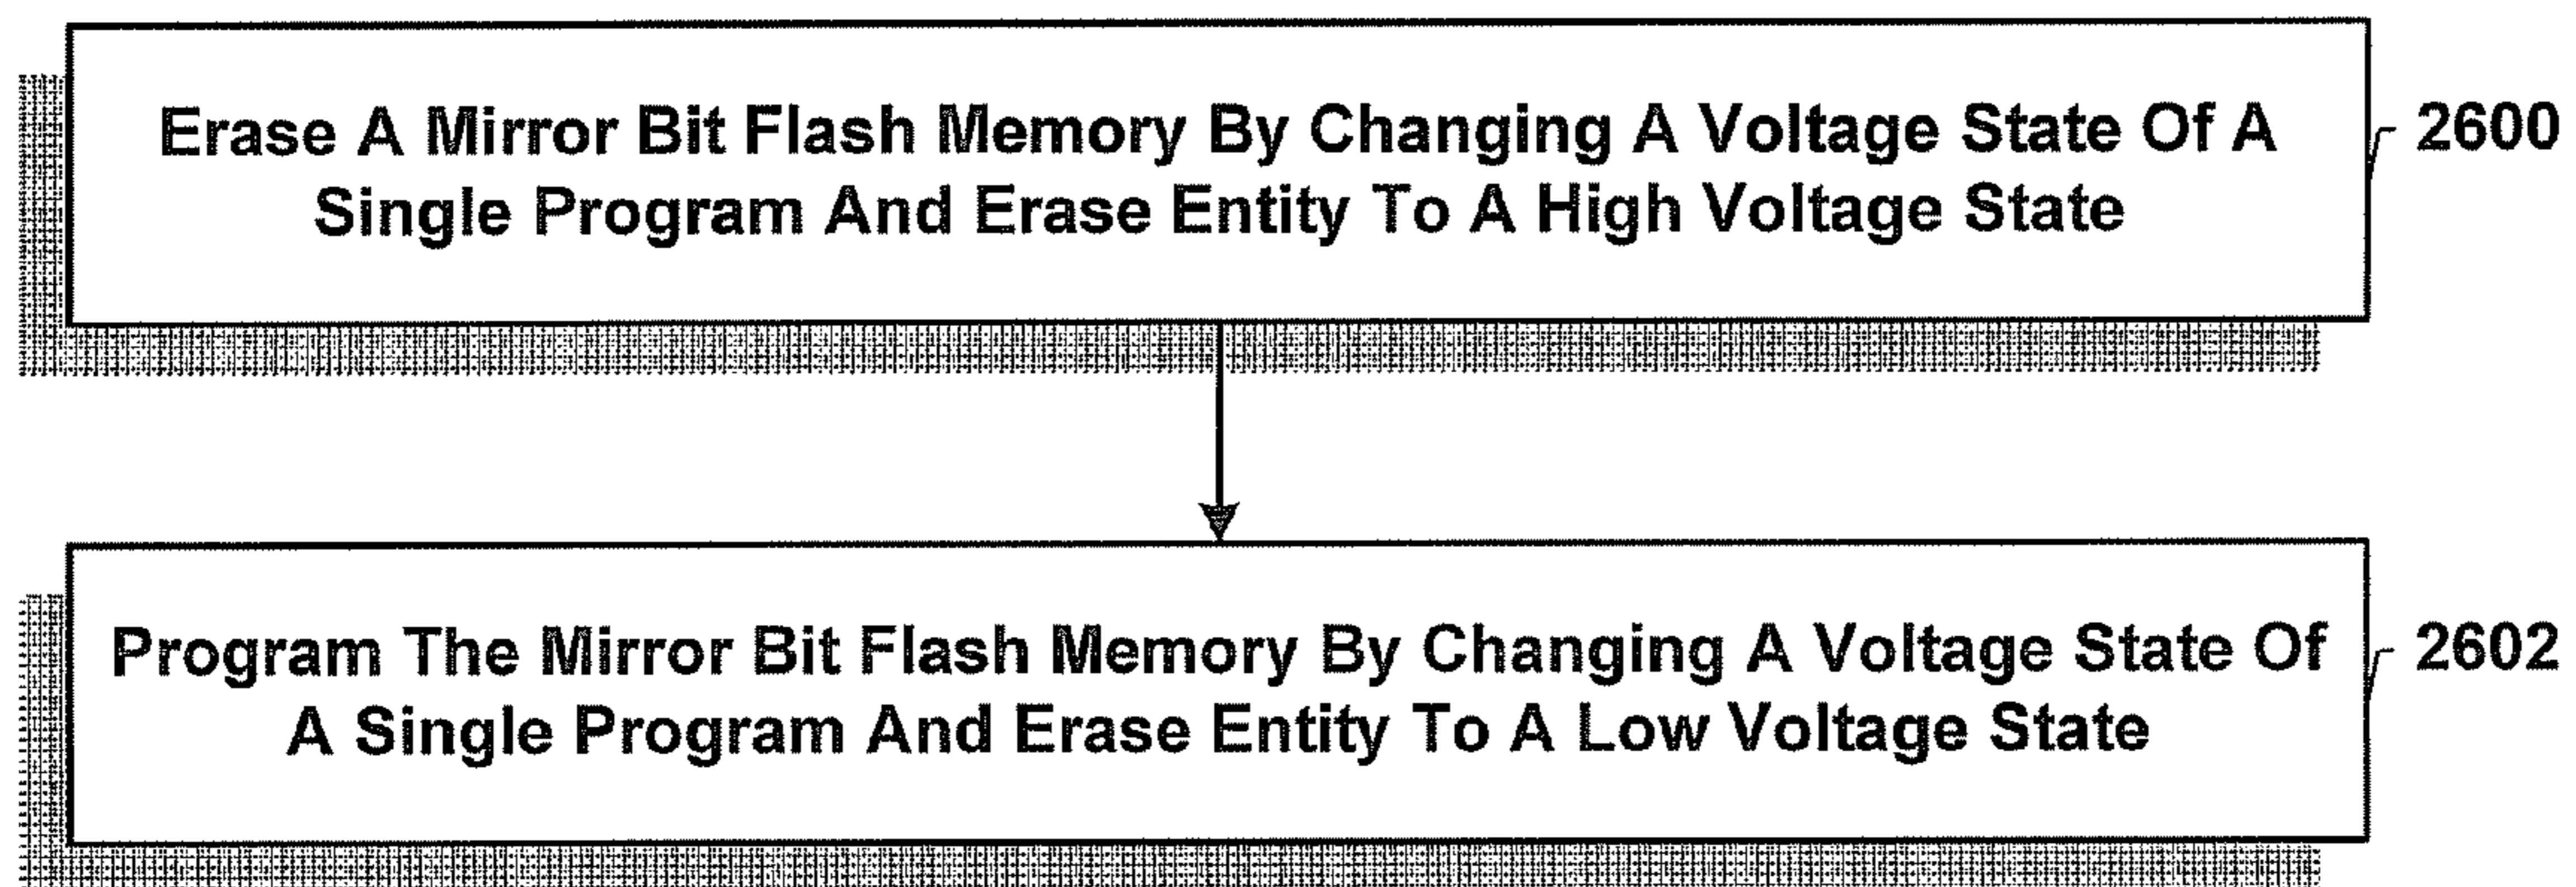 Erase A Mirror Bit Flash Memory By Changing A Voltage State Of A
Single Program And Erase Entity To A High Voltage State
2600
Program The Mirror Bit Flash Memory By Changing A Voltage State Of
A Single Program And Erase Entity To A Low Voltage State
2602